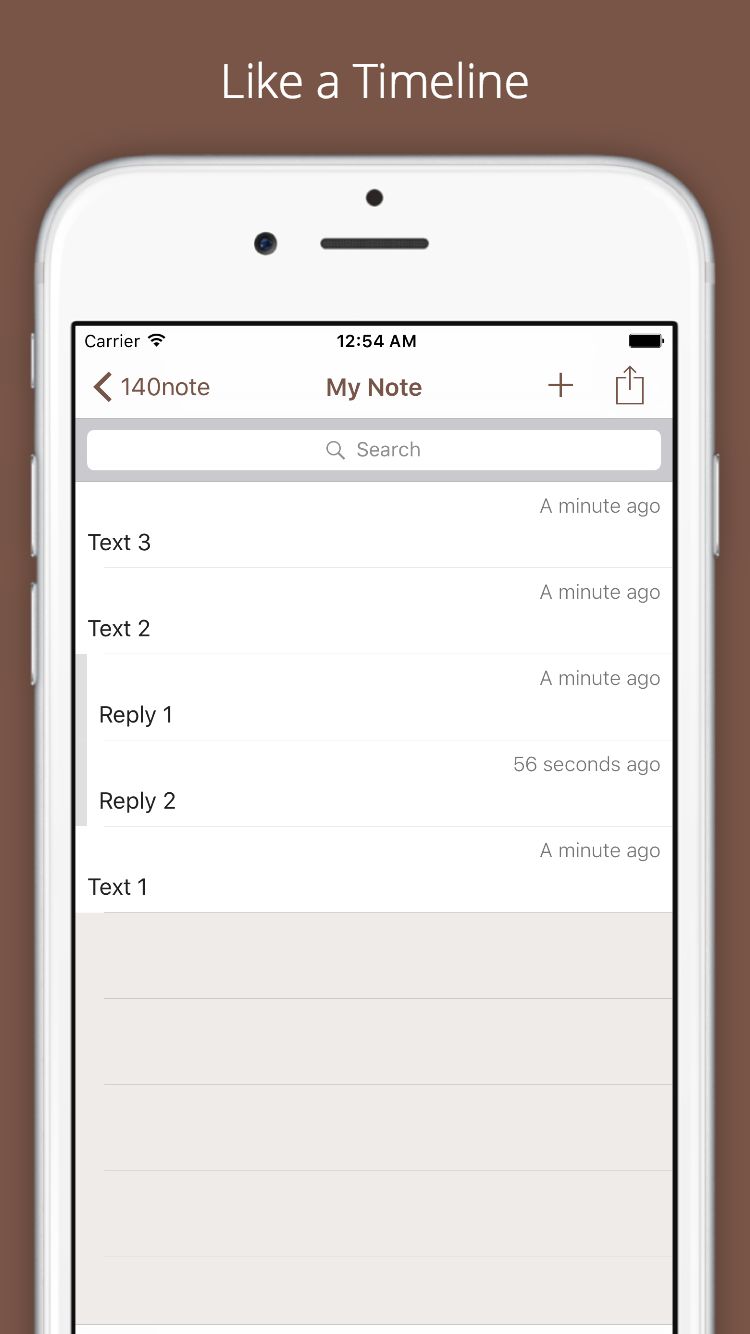 Like a Timeline
Carrier 12:54 AM
140note My Note
Search
A minute ago
Text 3
A minute ago
Text 2
A minute ago
Reply 1
56 seconds ago
Reply 2
A minute ago
Text 1